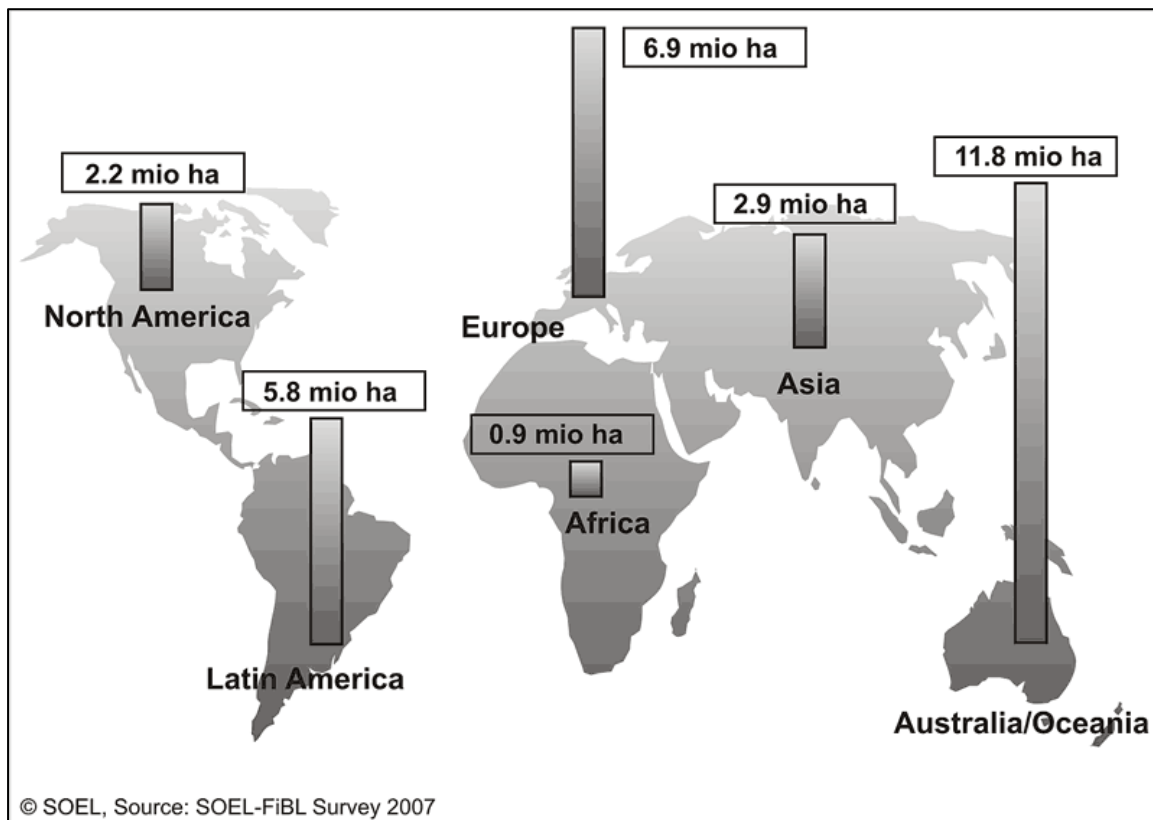 6.9 mio ha
2.2 mio ha
11.8 mio ha
2.9 mio ha
North America
Europe
5.8 mio ha
Asia
0.9 mio ha
Africa
Latin America
Australia/Oceania
© SOEL, Source: SOEL-FiBL Survey 2007